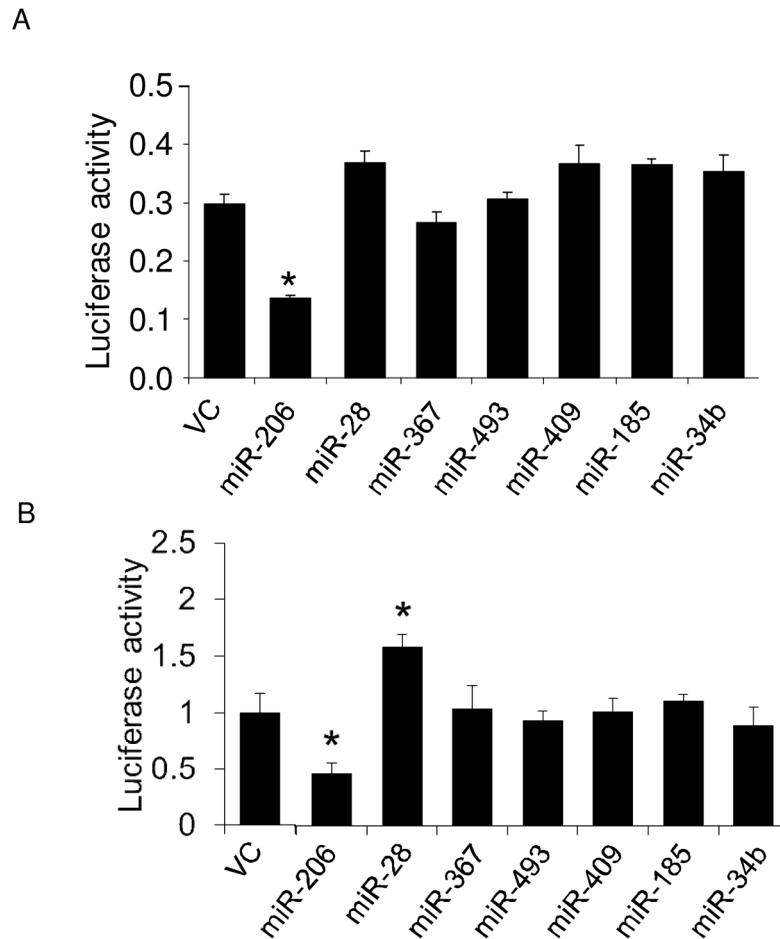 A
Luciferase activity
0.5
0.4
0.3
0.2
0.1
0.0
*
VC
miR-206
miR-28
miR-367
miR-493
miR-409
miR-185
miR-34b
B
Luciferase activity
2.5
2
1.5
1
0.5
0
*
*
VC
miR-206
miR-28
miR-367
miR-493
miR-409
miR-185
miR-34b